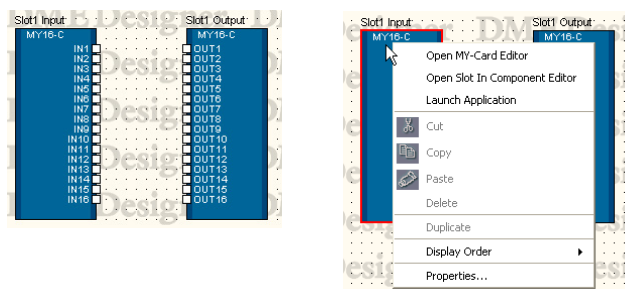 Slot1 Input
Slot1 Output
MY16-C
MY16-C
IN1
OUT1
IN2
OUT2
IN3
OUT3
IN4
OUT4
IN5
OUT5
IN6
OUT6
IN7
OUT7
IN8
OUT8
IN9
OUT9
IN10
OUT10
IN11
OUT11
IN12
OUT12
IN13
OUT13
IN14
OUT14
IN15
OUT15
IN16
OUT16
DME Designer
Slot1 Input
Slot1 Output
MY16-C
MY16-C
Open MY-Card Editor
Open Slot In Component Editor
Launch Application
Cut
Copy
Paste
Delete
Duplicate
Display Order
Properties...